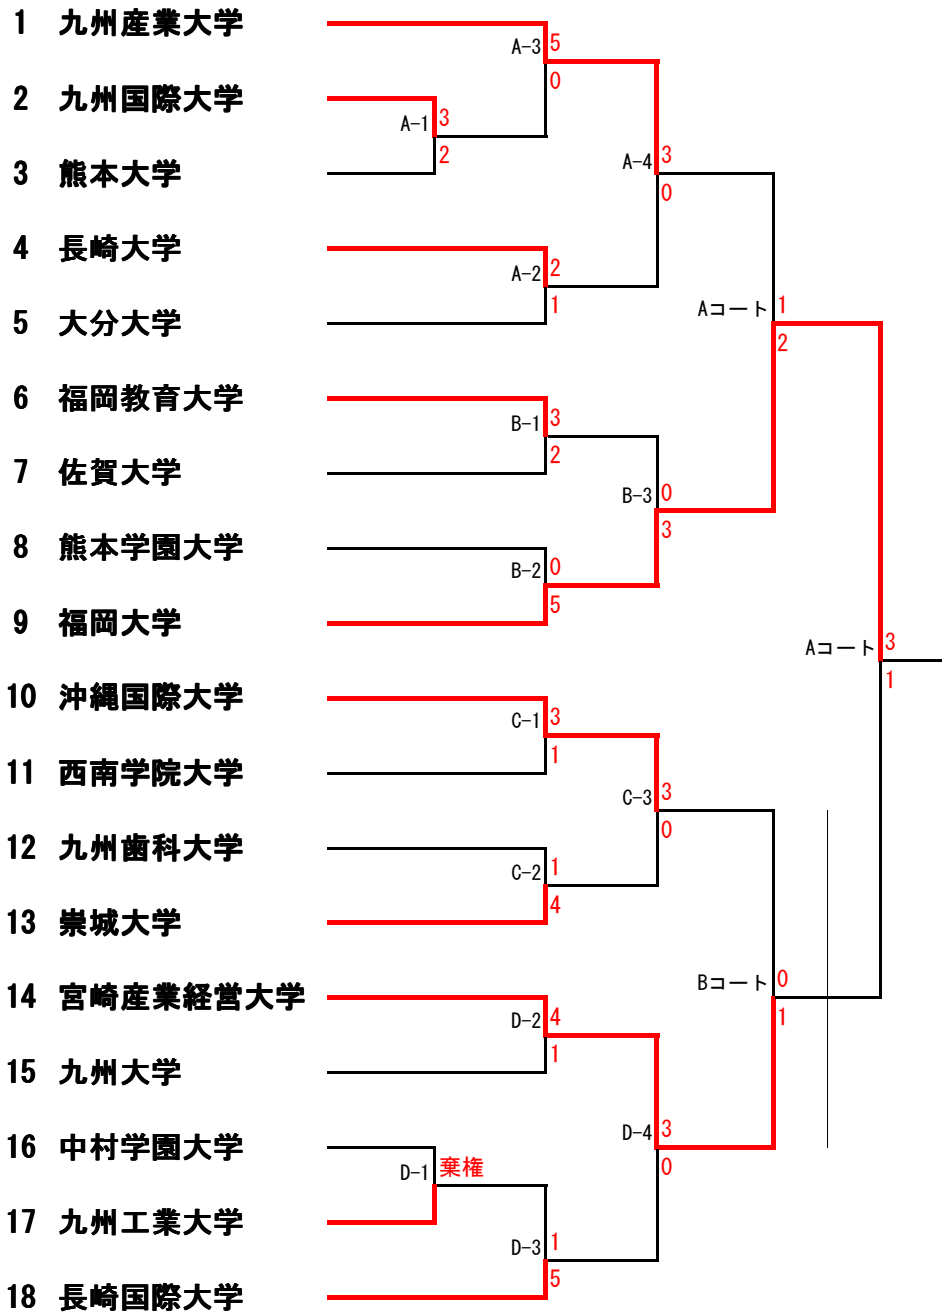 1 九州産業大学
A-3 5
0
2 九州国際大学
A-1 3
2
3 熊本大学
A-4 3
0
4 長崎大学
A-2 2
1
5 大分大学
Aコート 1
2
6 福岡教育大学
B-1 3
2
7 佐賀大学
B-3 0
3
8 熊本学園大学
B-2 0
5
9 福岡大学
Aコート 3
1
10 沖縄国際大学
C-1 3
1
11 西南学院大学
C-3 3
0
12 九州歯科大学
C-2 1
4
13 崇城大学
Bコート 0
1
14 宮崎産業経営大学
D-2 4
1
15 九州大学
D-4 3
0
16 中村学園大学
D-1 棄権
17 九州工業大学
D-3 1
5
18 長崎国際大学